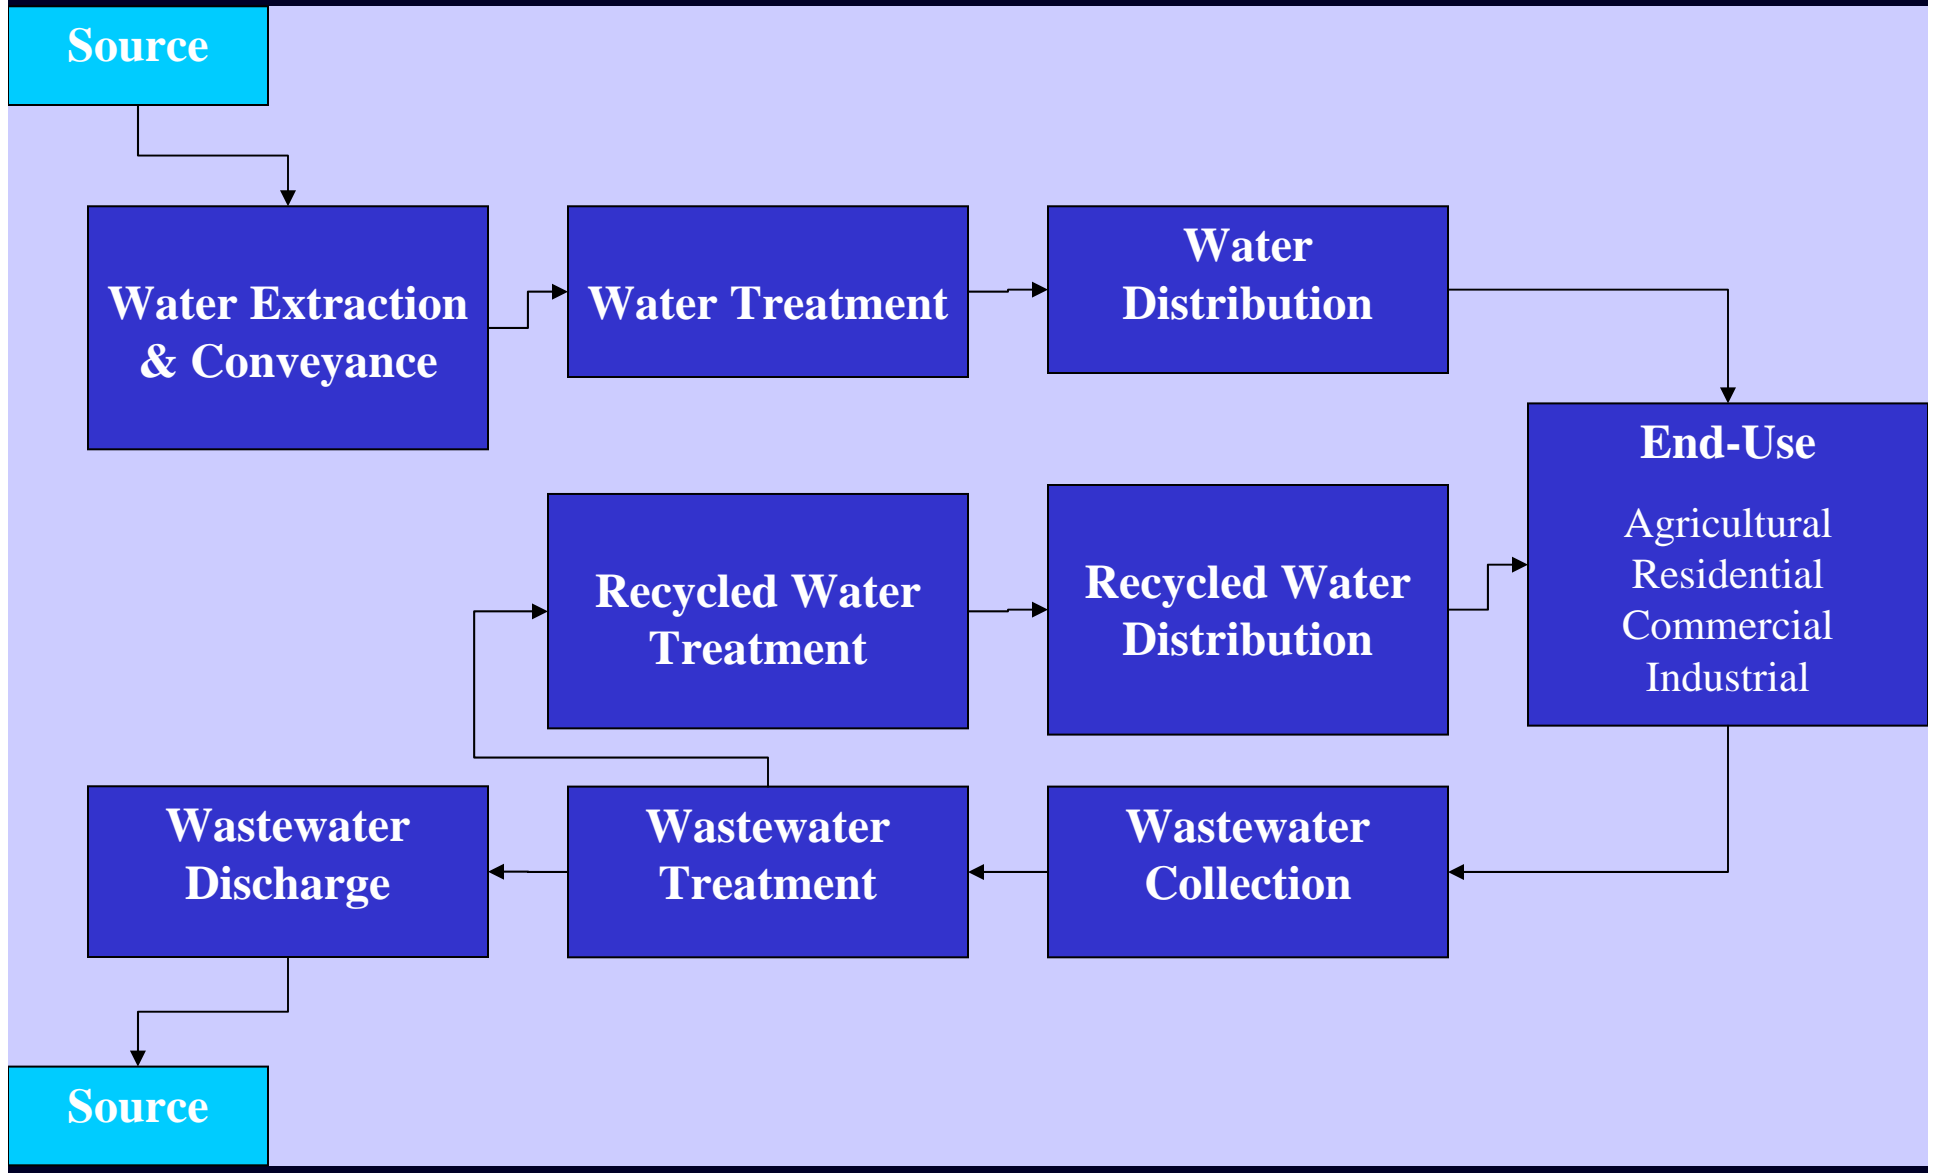 Source
Water Extraction
& Conveyance
Water Treatment
Water
Distribution
End-Use
Agricultural
Residential
Commercial
Industrial
Recycled Water
Treatment
Recycled Water
Distribution
Wastewater
Discharge
Wastewater
Treatment
Wastewater
Collection
Source